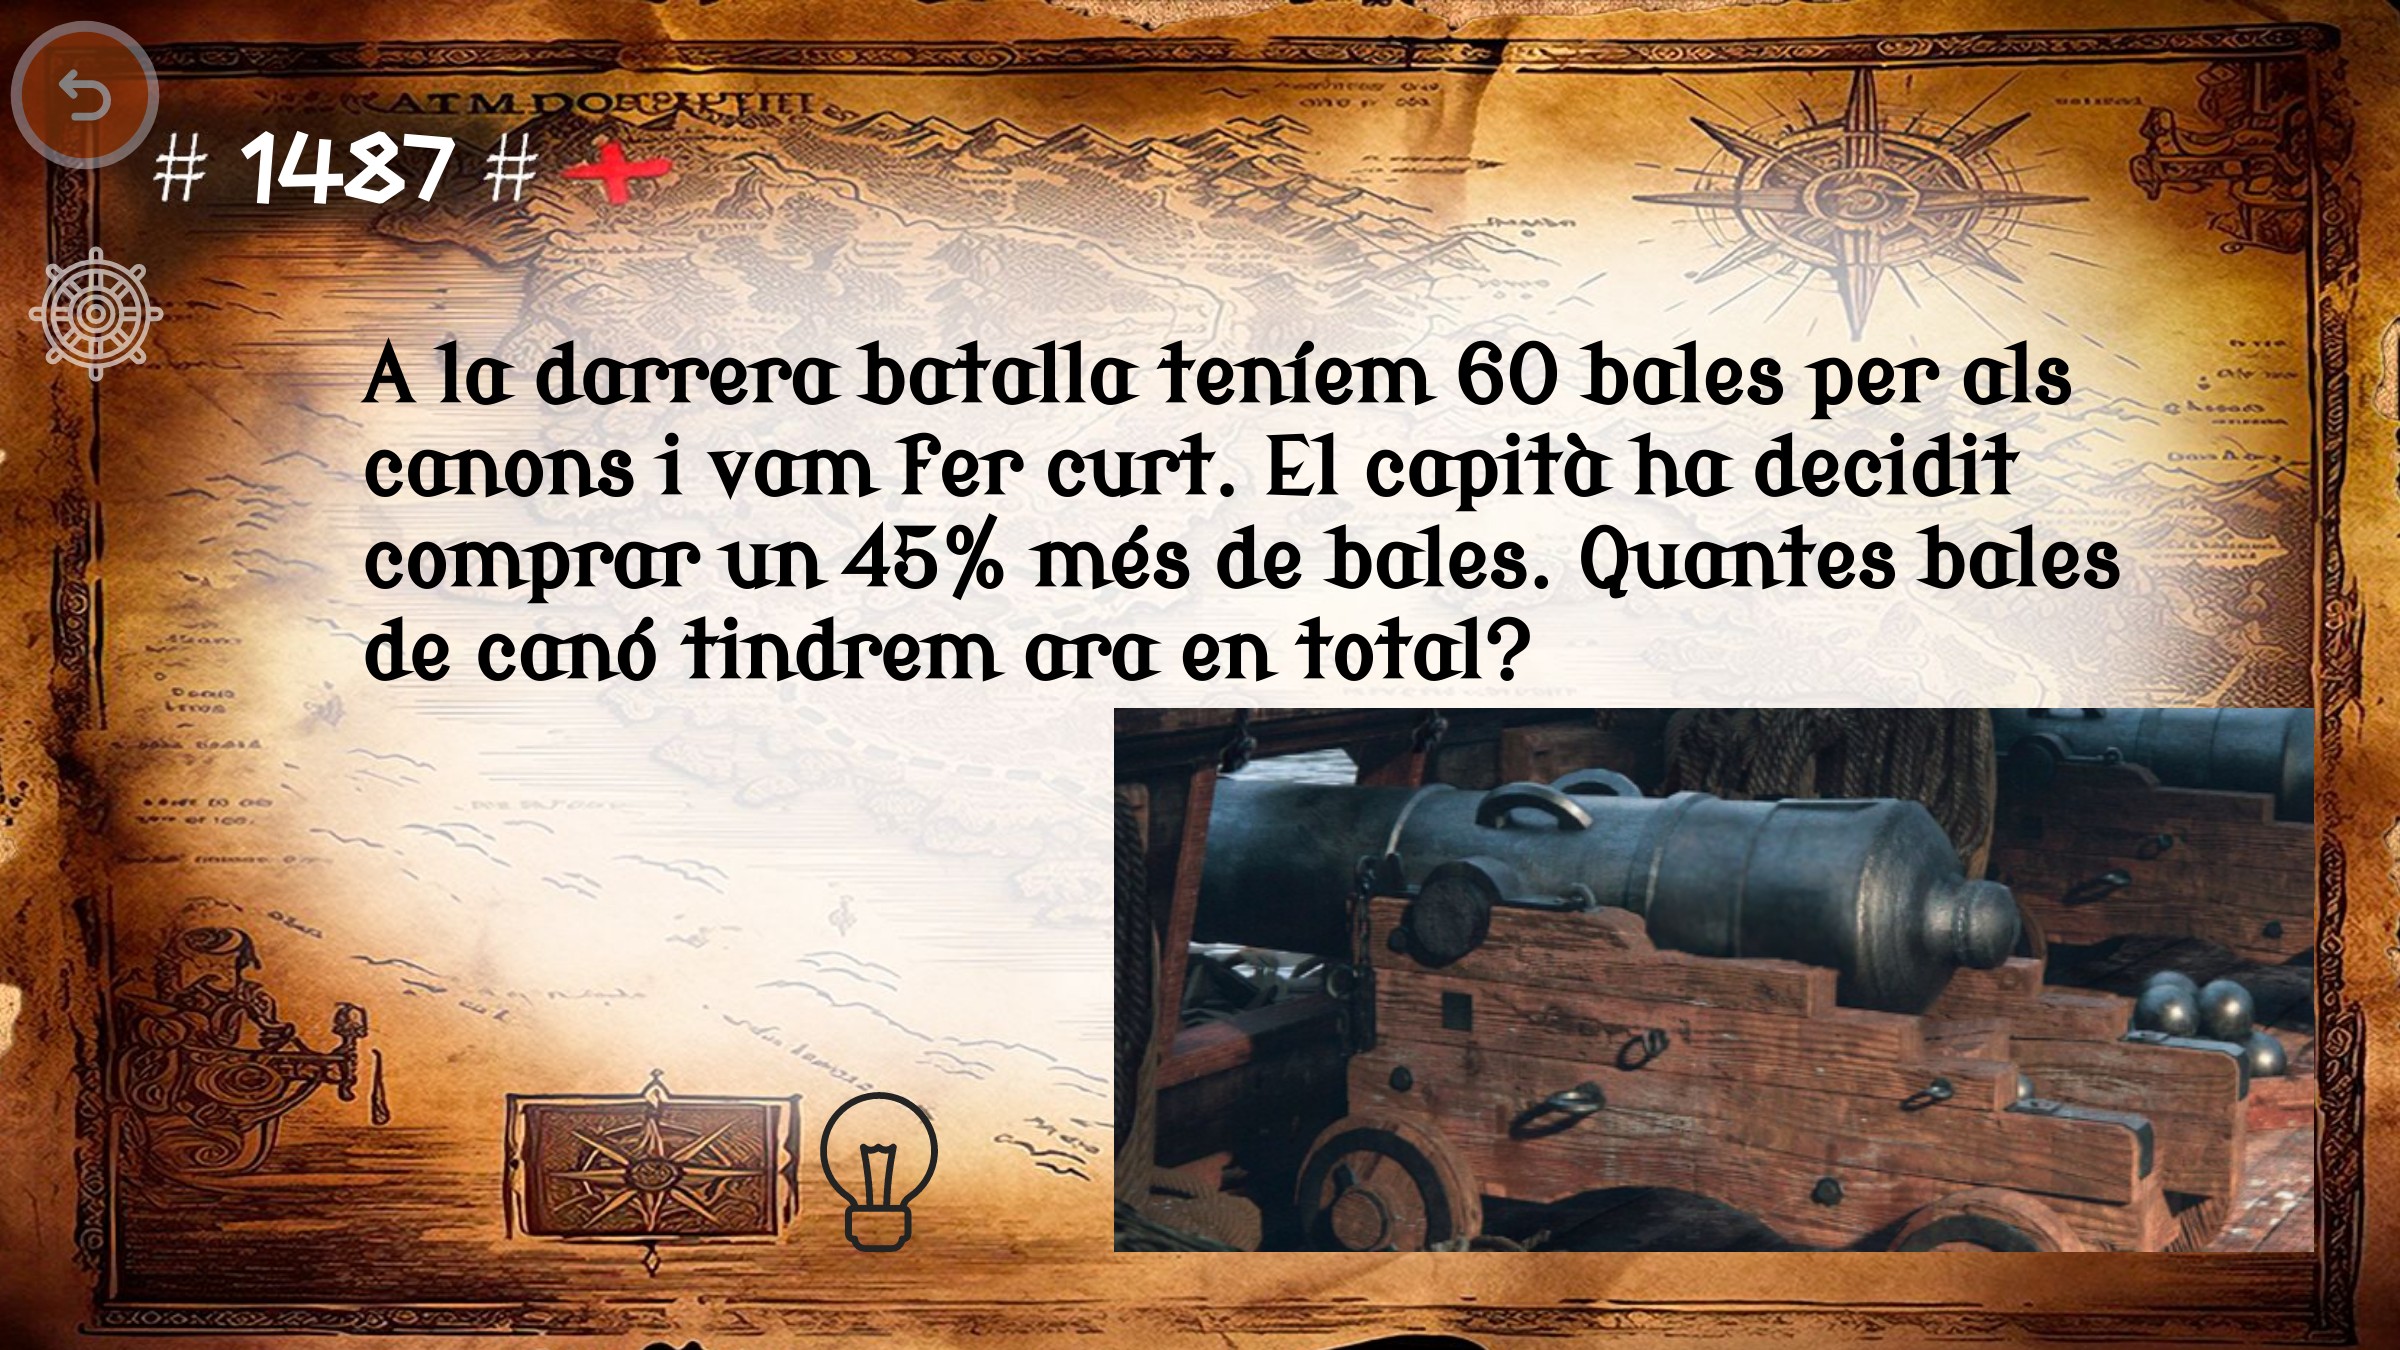 # 1487 #
A la darrera batalla teníem 60 bales per als
canons i vam fer curt. El capità ha decidit
comprar un 45% més de bales. Quantes bales
de canó tindrem ara en total?